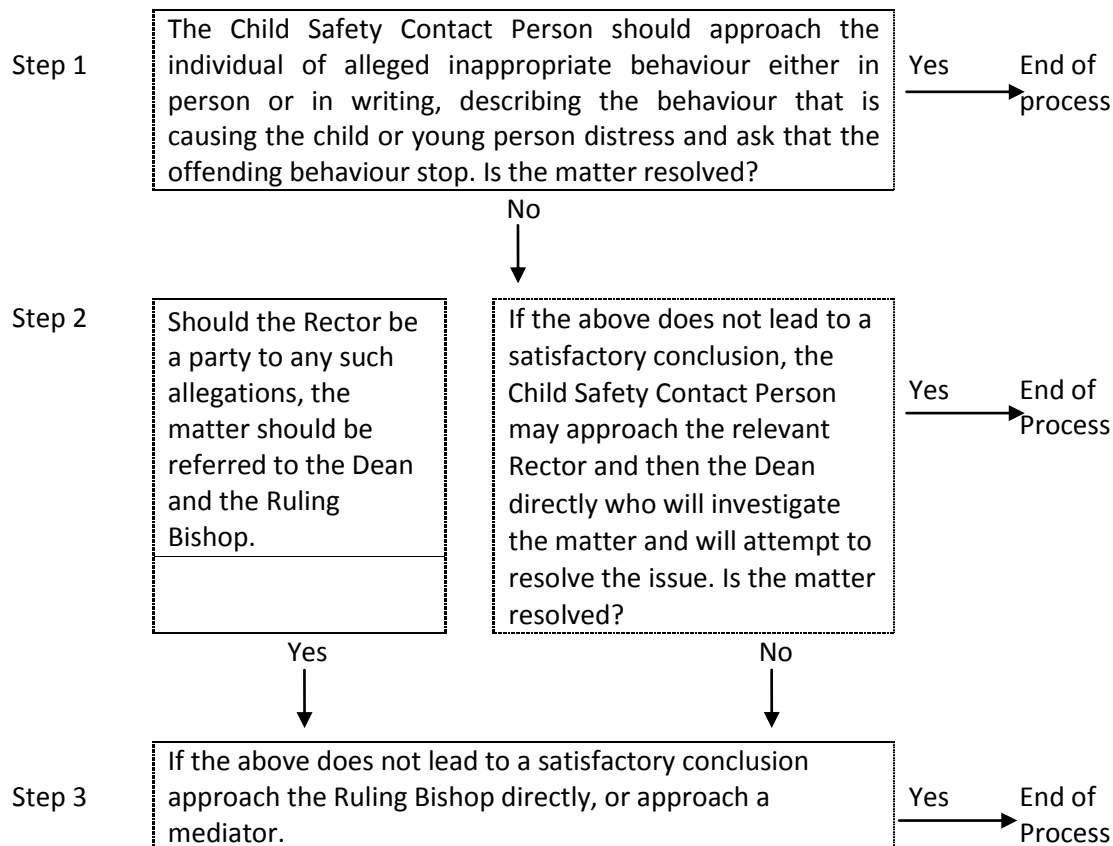 Step 1
The Child Safety Contact Person should approach the
individual of alleged inappropriate behaviour either in
person or in writing, describing the behaviour that is
causing the child or young person distress and ask that the
offending behaviour stop. Is the matter resolved?
Yes
End of
process
No
Step 2
Should the Rector be
a party to any such
allegations, the
matter should be
referred to the Dean
and the Ruling
Bishop.
If the above does not lead to a
satisfactory conclusion, the
Child Safety Contact Person
may approach the relevant
Rector and then the Dean
directly who will investigate
the matter and will attempt to
resolve the issue. Is the matter
resolved?
Yes
End of
Process
Yes
No
Step 3
If the above does not lead to a satisfactory conclusion
approach the Ruling Bishop directly, or approach a
mediator.
Yes
End of
Process